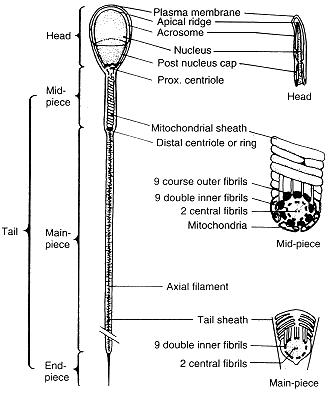 Plasma membrane
Apical ridge
Acrosome
Head
Nucleus
Post nucleus cap
Prox. centriole
Head
Mid-
piece
Mitochondrial sheath
Distal centriole or ring
9 course outer fibrils
9 double inner fibrils
2 central fibrils
Mitochondria
Mid-piece
Tail
Main-
piece
Axial filament
Tail sheath
9 double inner fibrils
2 central fibrils
End-
piece
Main-piece